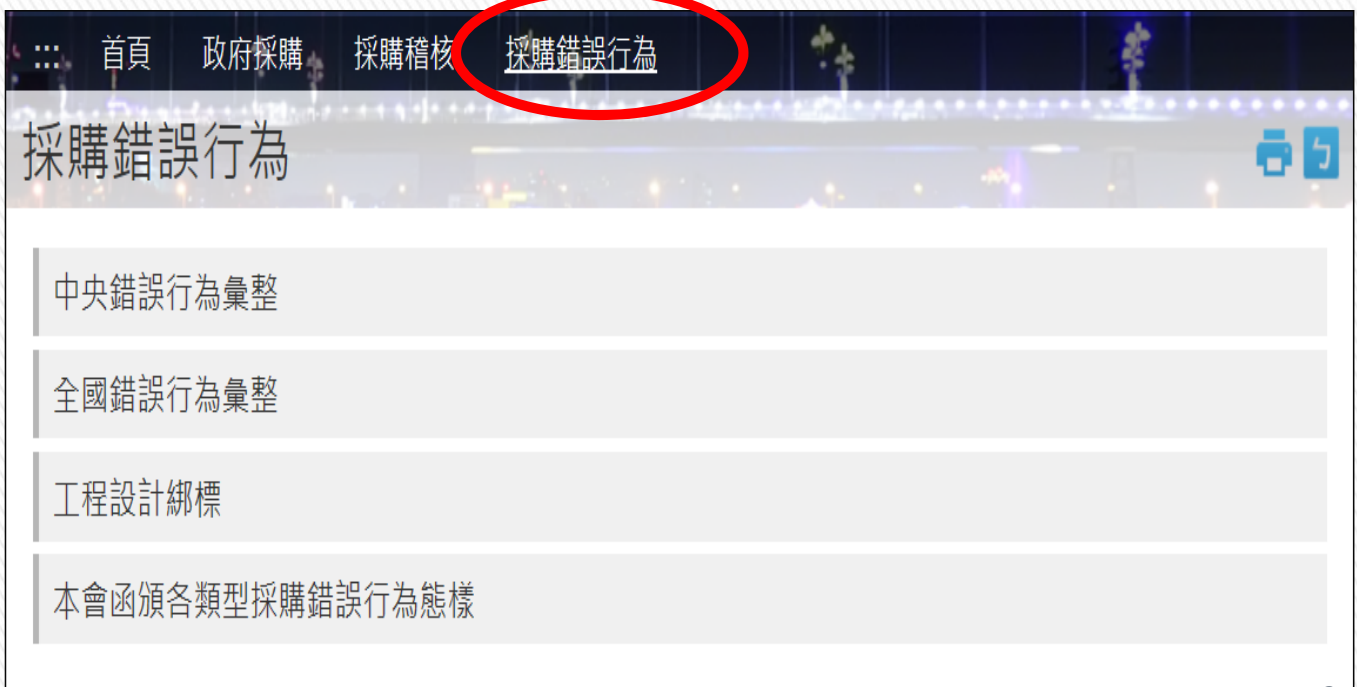 ::: 首頁 政府採購 採購稽核 採購錯誤行為
採購錯誤行為
ㄅ
中央錯誤行為彙整
全國錯誤行為彙整
工程設計綁標
本會函頒各類型採購錯誤行為態樣